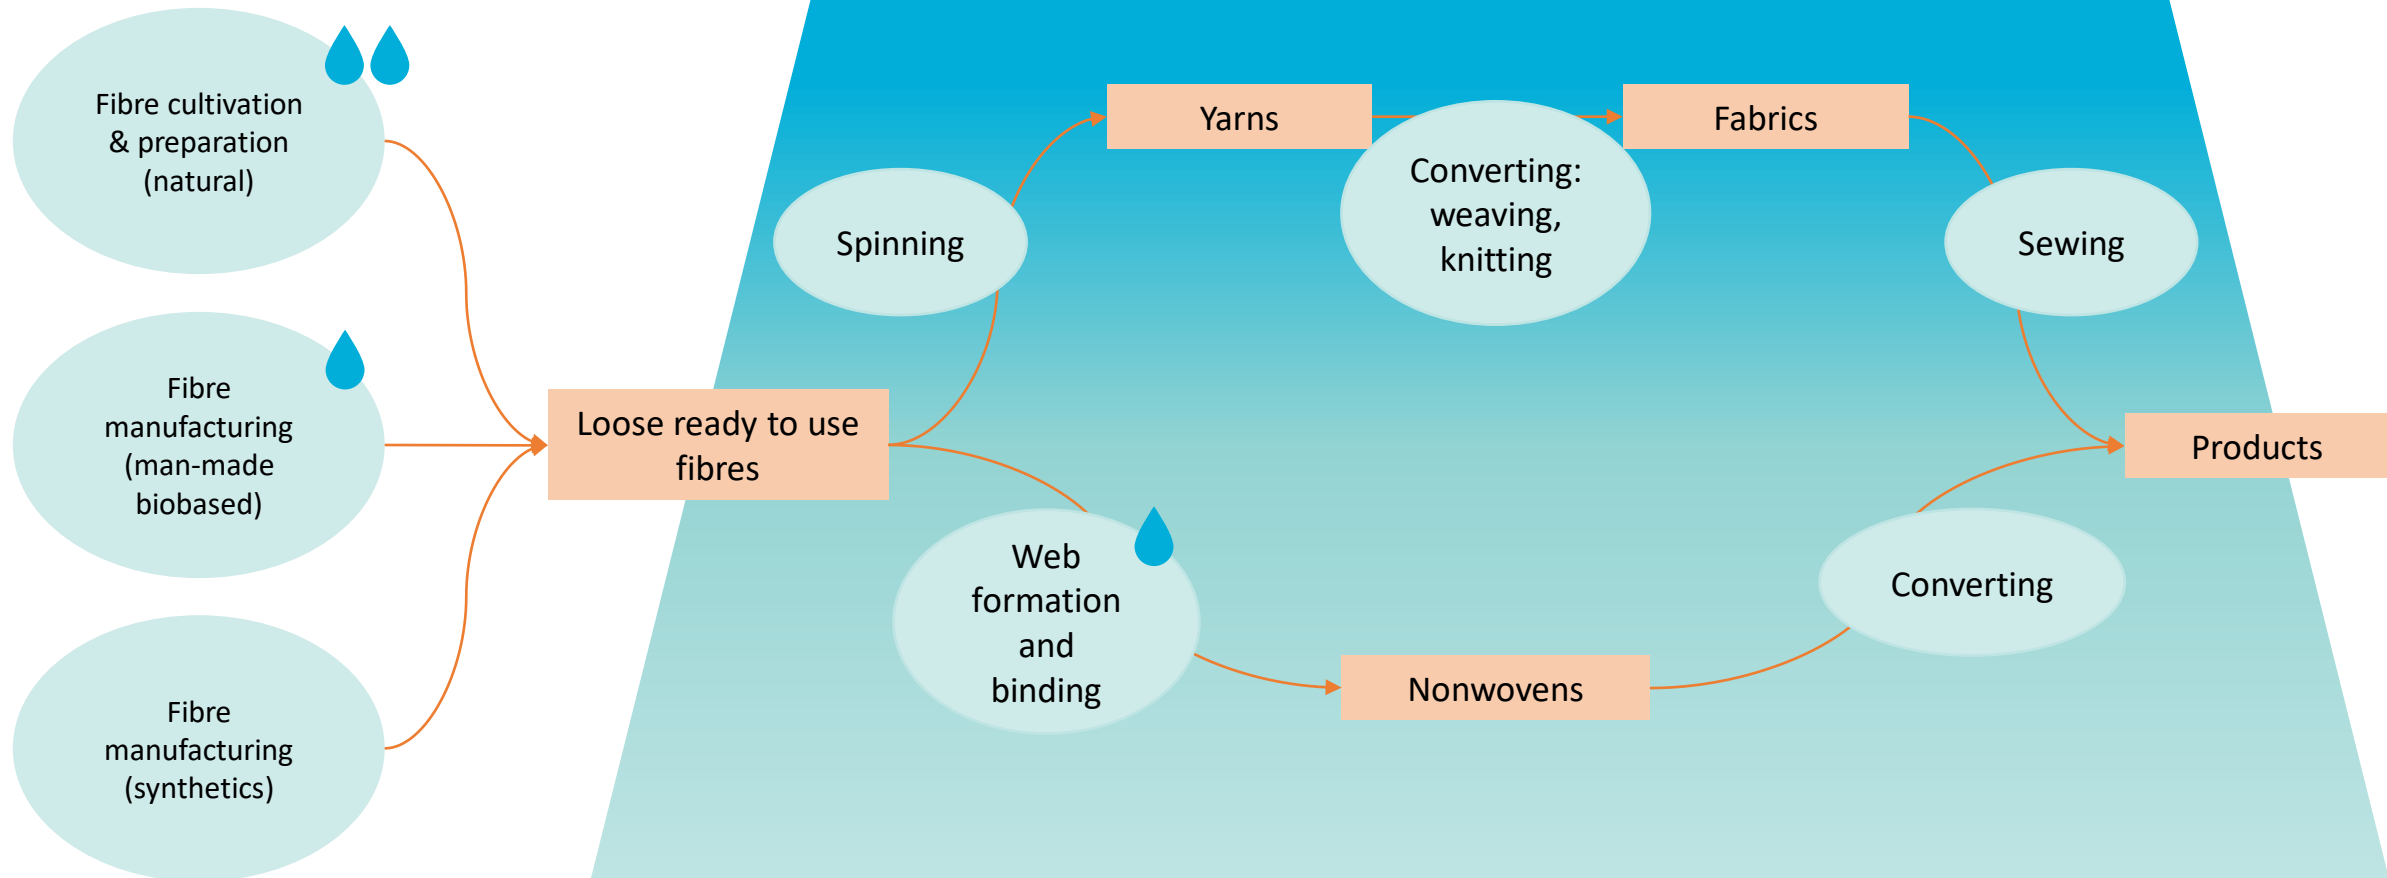 Fibre cultivation
& preparation
(natural)
Fibre
manufacturing
(man-made
biobased)
Fibre
manufacturing
(synthetics)
Loose ready to use
fibres
Spinning
Yarns
Converting:
weaving,
knitting
Fabrics
Sewing
Web
formation
and
binding
Nonwovens
Converting
Products